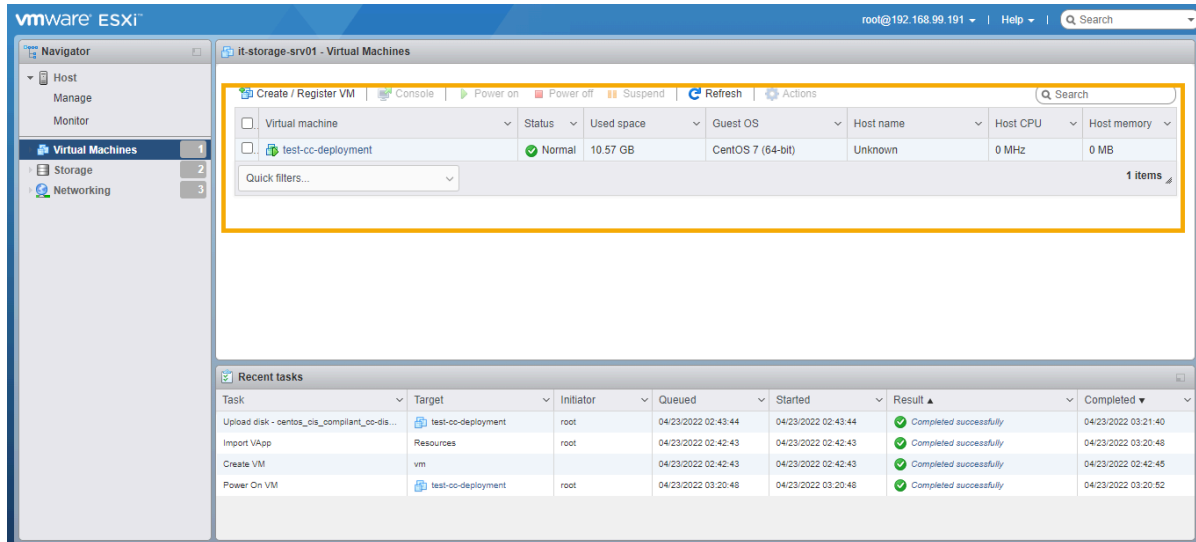 vmware ESXi™ root@192.168.99.191 | Help | Search
Navigator
Host
Manage
Monitor
Virtual Machines 1
Storage 2
Networking 3
it-storage-srv01 - Virtual Machines
Create / Register VM | Console | Power on Power off Suspend | Refresh | Actions Search
Virtual machine Status Used space Guest OS Host name Host CPU Host memory
test-cc-deployment Normal 10.57 GB CentOS 7 (64-bit) Unknown 0 MHz 0 MB
Quick filters... 1 items
Recent tasks
Task Target Initiator Queued Started Result Completed
Upload disk - centos_cis_compilant_cc-dis... test-cc-deployment root 04/23/2022 02:43:44 04/23/2022 02:43:44 Completed successfully 04/23/2022 03:21:40
Import VApp Resources root 04/23/2022 02:42:43 04/23/2022 02:42:43 Completed successfully 04/23/2022 03:20:48
Create VM vm 04/23/2022 02:42:43 04/23/2022 02:42:43 Completed successfully 04/23/2022 02:42:45
Power On VM test-cc-deployment root 04/23/2022 03:20:48 04/23/2022 03:20:48 Completed successfully 04/23/2022 03:20:52